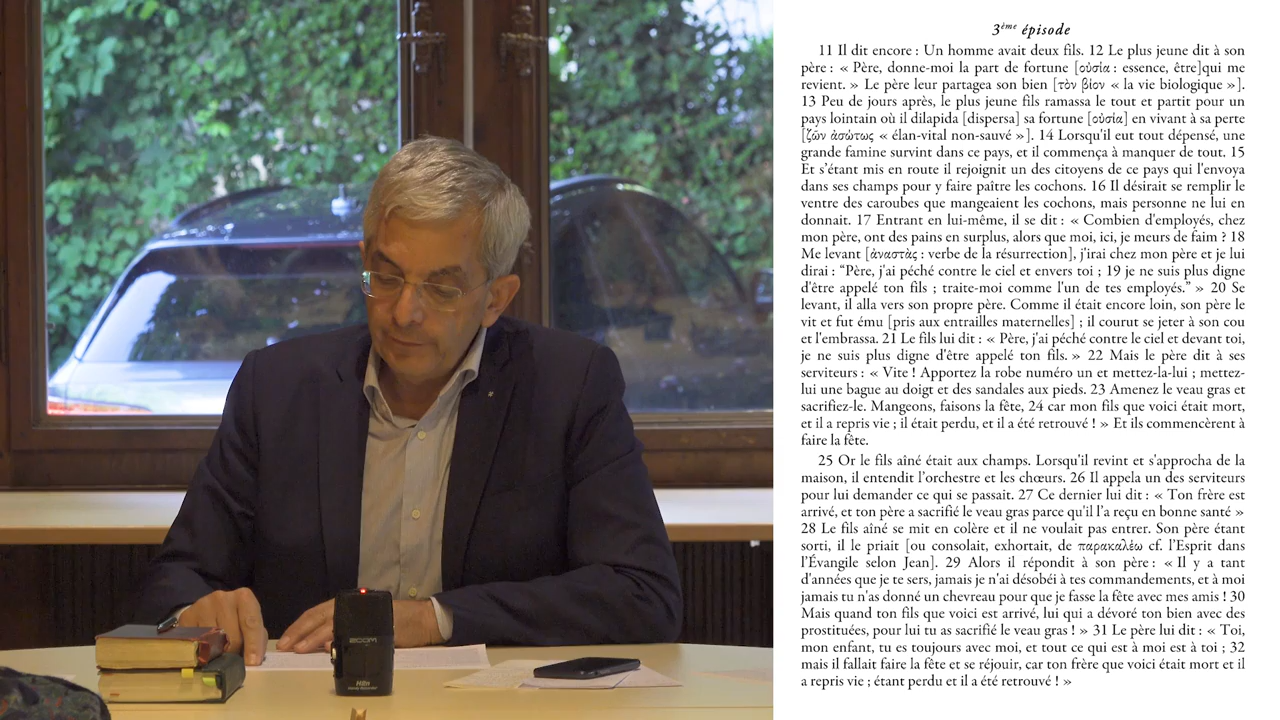 3ème épisode
11 Il dit encore : Un homme avait deux fils. 12 Le plus jeune dit à son
père : « Père, donne-moi la part de fortune [οὐσία : essence, être]qui me
revient. » Le père leur partagea son bien [τὸν βίον « la vie biologique »].
13 Peu de jours après, le plus jeune fils ramassa le tout et partit pour un
pays lointain où il dilapida [dispersa] sa fortune [οὐσία] en vivant à sa perte
[ζῶν ἀσώτως « élan-vital non-sauvé »]. 14 Lorsqu'il eut tout dépensé, une
grande famine survint dans ce pays, et il commença à manquer de tout. 15
Et s'étant mis en route il rejoignit un des citoyens de ce pays qui l'envoya
dans ses champs pour y faire paître les cochons. 16 Il désirait se remplir le
ventre des caroubes que mangeaient les cochons, mais personne ne lui en
donnait. 17 Entrant en lui-même, il se dit : « Combien d'employés, chez
mon père, ont des pains en surplus, alors que moi, ici, je meurs de faim ? 18
Me levant [ἀναστὰς : verbe de la résurrection], j'irai chez mon père et je lui
dirai : “Père, j'ai péché contre le ciel et envers toi ; 19 je ne suis plus digne
d'être appelé ton fils ; traite-moi comme l'un de tes employés.” » 20 Se
levant, il alla vers son propre père. Comme il était encore loin, son père le
vit et fut ému [pris aux entrailles maternelles] ; il courut se jeter à son cou
et l'embrassa. 21 Le fils lui dit : « Père, j'ai péché contre le ciel et devant toi,
je ne suis plus digne d'être appelé ton fils. » 22 Mais le père dit à ses
serviteurs : « Vite ! Apportez la robe numéro un et mettez-la-lui ; mettez-
lui une bague au doigt et des sandales aux pieds. 23 Amenez le veau gras et
sacrifiez-le. Mangeons, faisons la fête, 24 car mon fils que voici était mort,
et il a repris vie ; il était perdu, et il a été retrouvé ! » Et ils commencèrent à
faire la fête.
25 Or le fils aîné était aux champs. Lorsqu'il revint et s'approcha de la
maison, il entendit l'orchestre et les chœurs. 26 Il appela un des serviteurs
pour lui demander ce qui se passait. 27 Ce dernier lui dit : « Ton frère est
arrivé, et ton père a sacrifié le veau gras parce qu'il l'a reçu en bonne santé »
28 Le fils aîné se mit en colère et il ne voulait pas entrer. Son père étant
sorti, il le priait [ou consolait, exhortait, de παρακαλέω cf. l'Esprit dans
l'Évangile selon Jean]. 29 Alors il répondit à son père : « Il y a tant
d'années que je te sers, jamais je n'ai désobéi à tes commandements, et à moi
jamais tu n'as donné un chevreau pour que je fasse la fête avec mes amis ! 30
Mais quand ton fils que voici est arrivé, lui qui a dévoré ton bien avec des
prostituées, pour lui tu as sacrifié le veau gras ! » 31 Le père lui dit : « Toi,
mon enfant, tu es toujours avec moi, et tout ce qui est à moi est à toi ; 32
mais il fallait faire la fête et se réjouir, car ton frère que voici était mort et il
a repris vie ; étant perdu et il a été retrouvé ! »
zoom
H2n